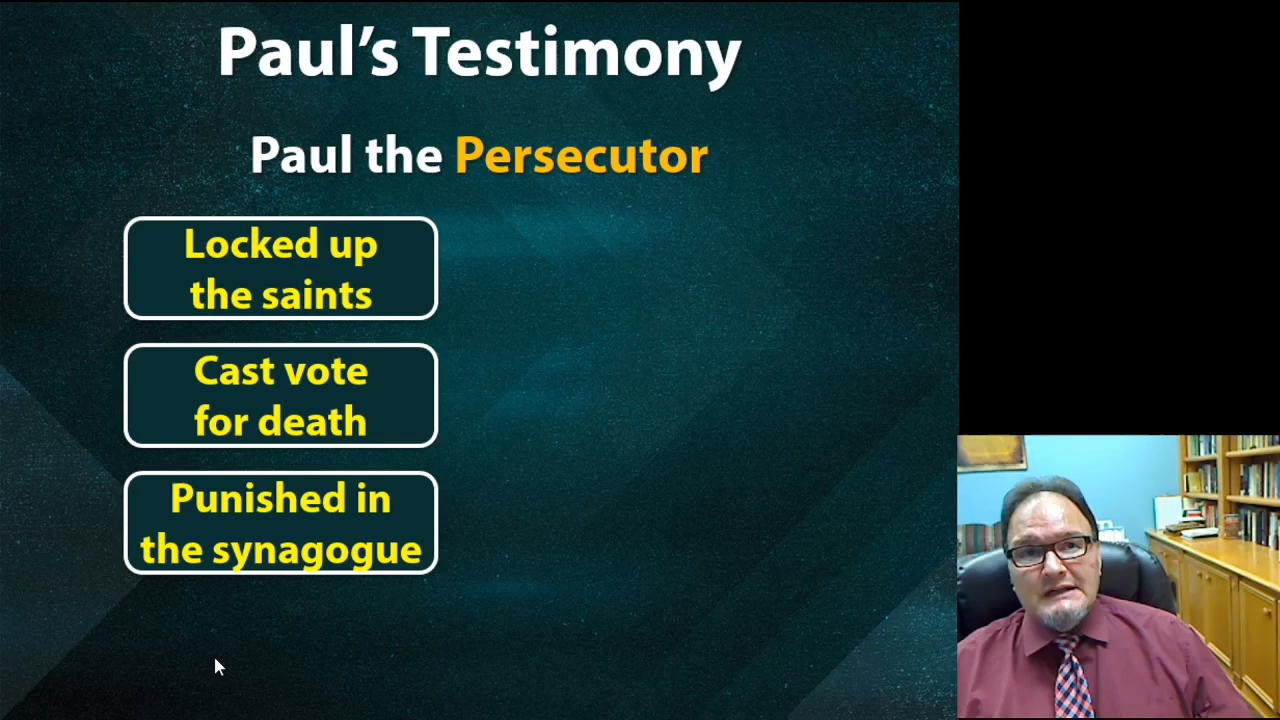 Paul’s Testimony
Paul the Persecutor
Locked up
the saints
Cast vote
for death
Punished in
the synagogue